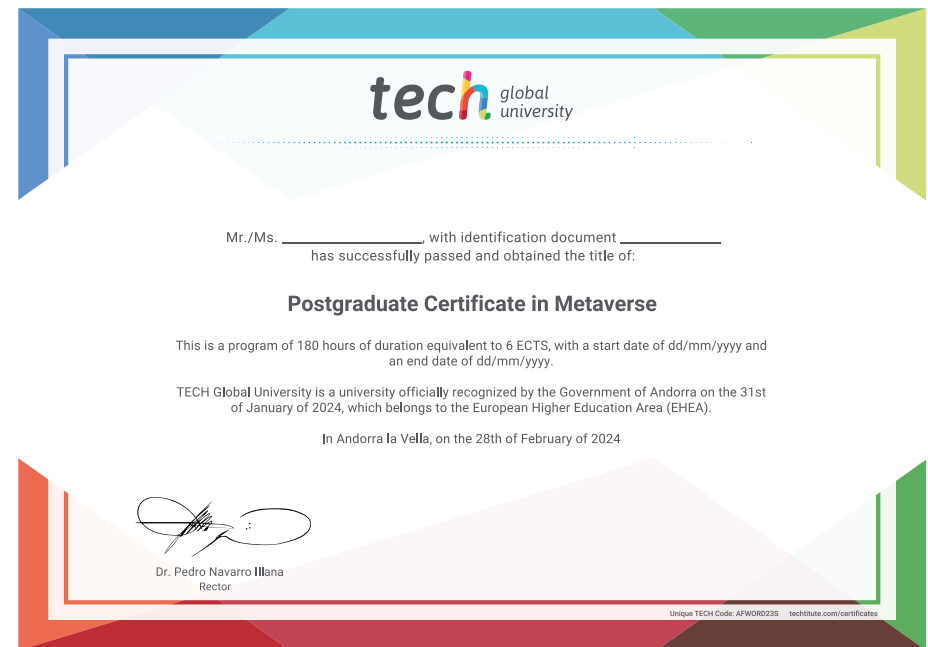 tech global university
Mr./Ms. ____________________, with identification document ______________
has successfully passed and obtained the title of:
Postgraduate Certificate in Metaverse
This is a program of 180 hours of duration equivalent to 6 ECTS, with a start date of dd/mm/yyyy and
an end date of dd/mm/yyyy.
TECH Global University is a university officially recognized by the Government of Andorra on the 31st
of January of 2024, which belongs to the European Higher Education Area (EHEA).
In Andorra la Vella, on the 28th of February of 2024
Dr. Pedro Navarro Illana
Rector
Unique TECH Code: AFWORD23S techtitute.com/certificates